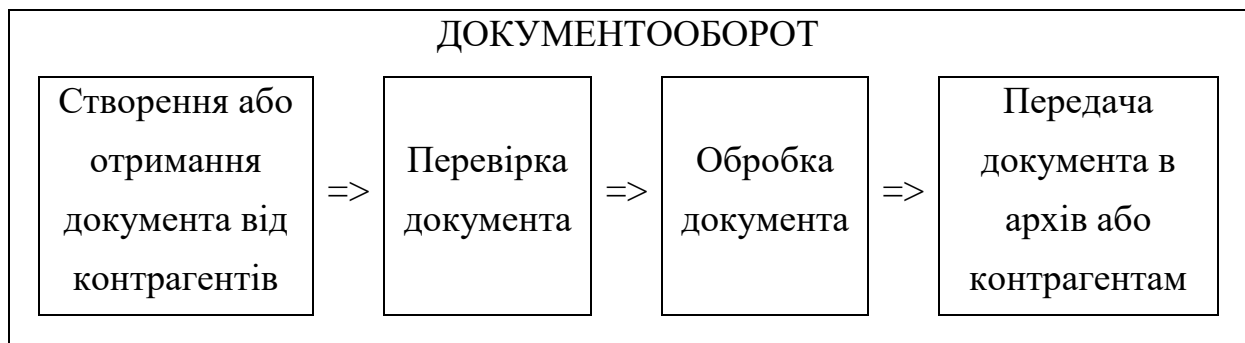 ДОКУМЕНТООБОРОТ
Створення або
отримання
документа від
контрагентів
=>
Перевірка
документа
=>
Обробка
документа
=>
Передача
документа в
архів або
контрагентам